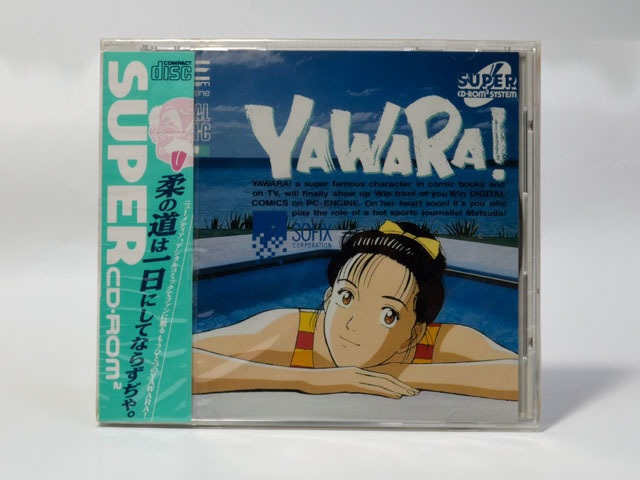 COMPACT
disc
SUPER CD-ROM²
柔の道は一日にしてならずぢゃ。
SUPER
CD-ROM² SYSTEM
YAWARA!
YAWARA! a super famous character in comic books and
on TV, will finally show up Win front of you.Win DIGITAL
COMICS on PC-ENGINE, On her heart soon! It's you who
play the role of a hot sports journalist Matsuda!
SOFIX
CORPORATION